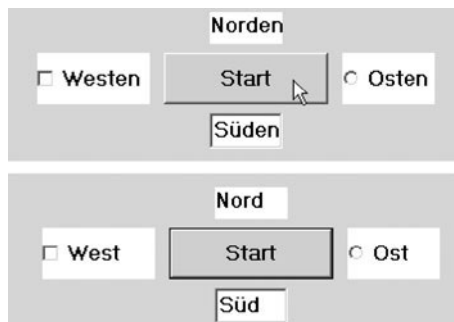 Norden
Westen Start Osten
Süden
Nord
West Start Ost
Süd